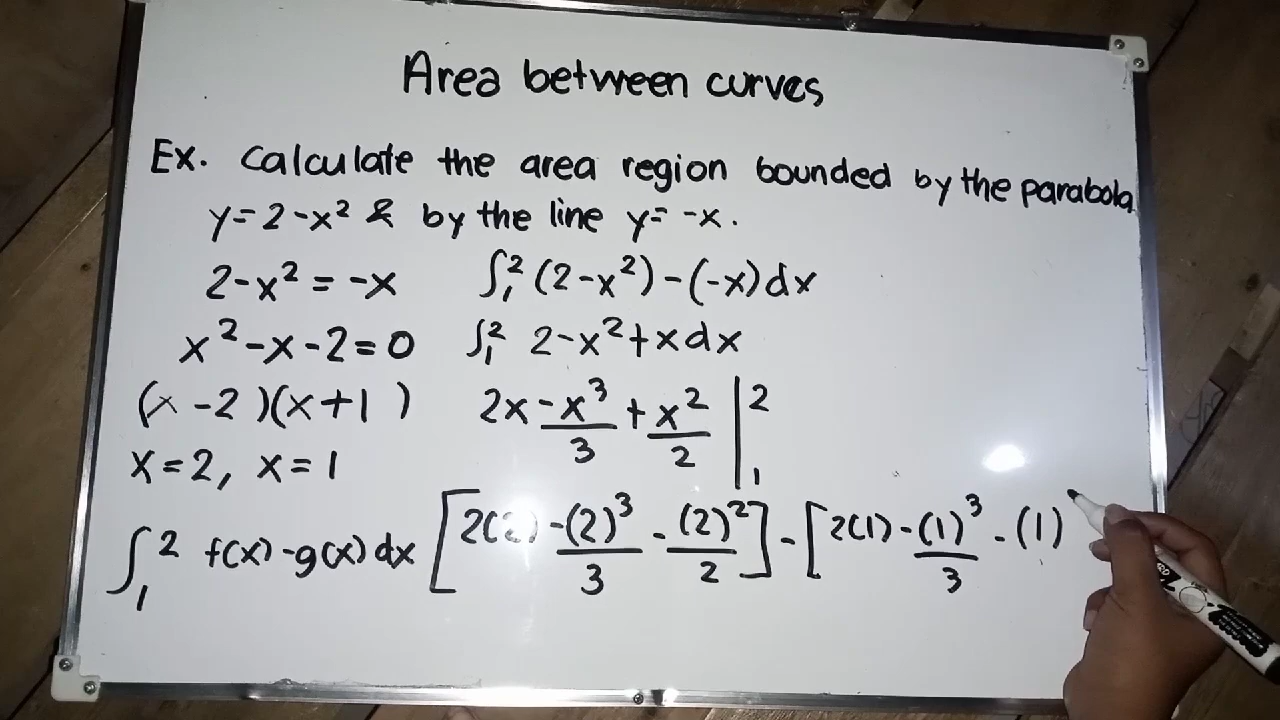 Area between curves
Ex. Calculate the area region bounded by the parabola
y=2-x² & by the line y= -x.
2-x² = -x
x²-x-2=0
(x -2 )(x+1 )
x=2, x=1
∫₁² f(x)-g(x) dx
∫₁² (2-x²)-(-x)dx
∫₁² 2-x²+xdx
2x -x³/3 + x²/2 |₁²
[2(2) -(2)³/3 - (2)²/2] - [2(1) -(1)³/3 - (1)